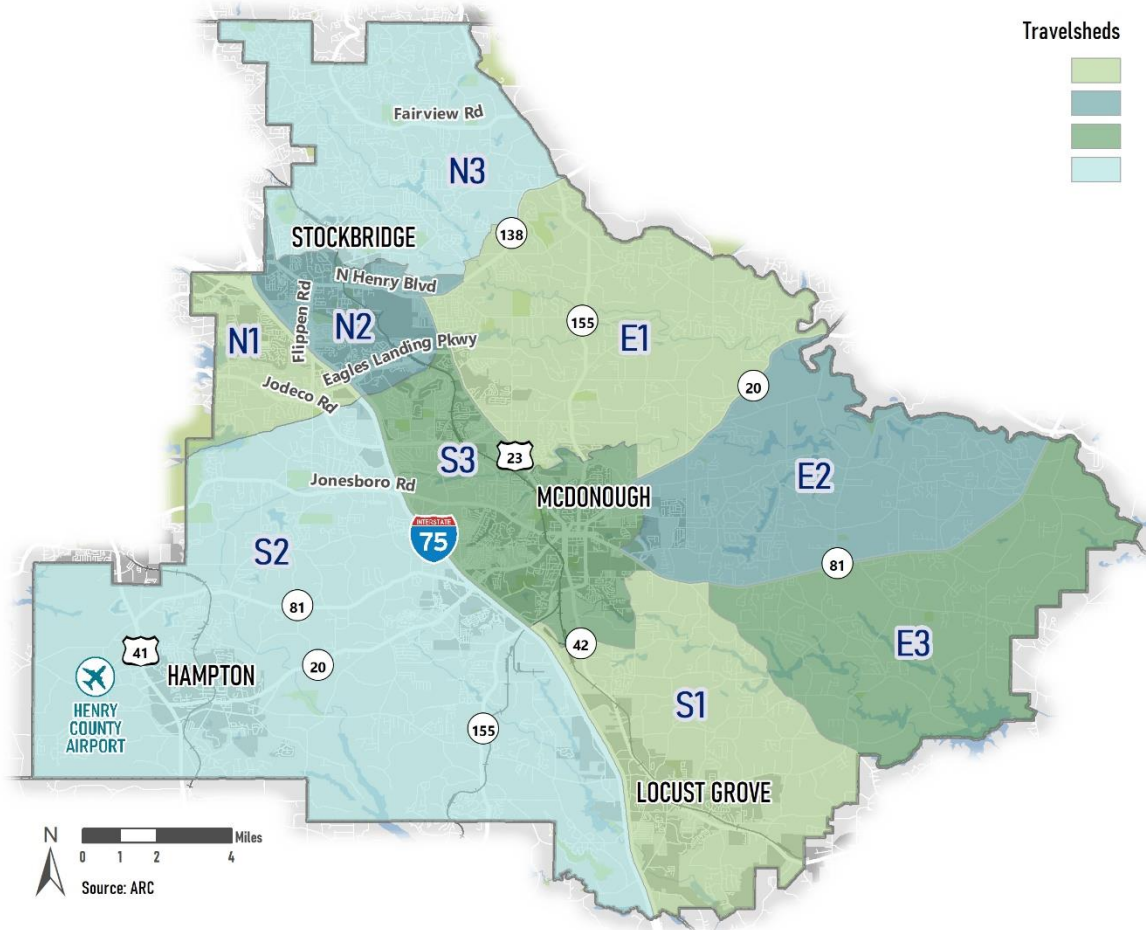 Travelsheds
Fairview Rd
N3
138
STOCKBRIDGE
N Henry Blvd
Flippen Rd
N2
155
E1
N1
Eagles Landing Pkwy
Jodeco Rd
20
S3
23
E2
Jonesboro Rd
MCDONOUGH
INTERSTATE
75
S2
81
81
42
E3
41
20
HAMPTON
S1
HENRY
COUNTY
AIRPORT
155
LOCUST GROVE
N
Miles
0 1 2 4
Source: ARC